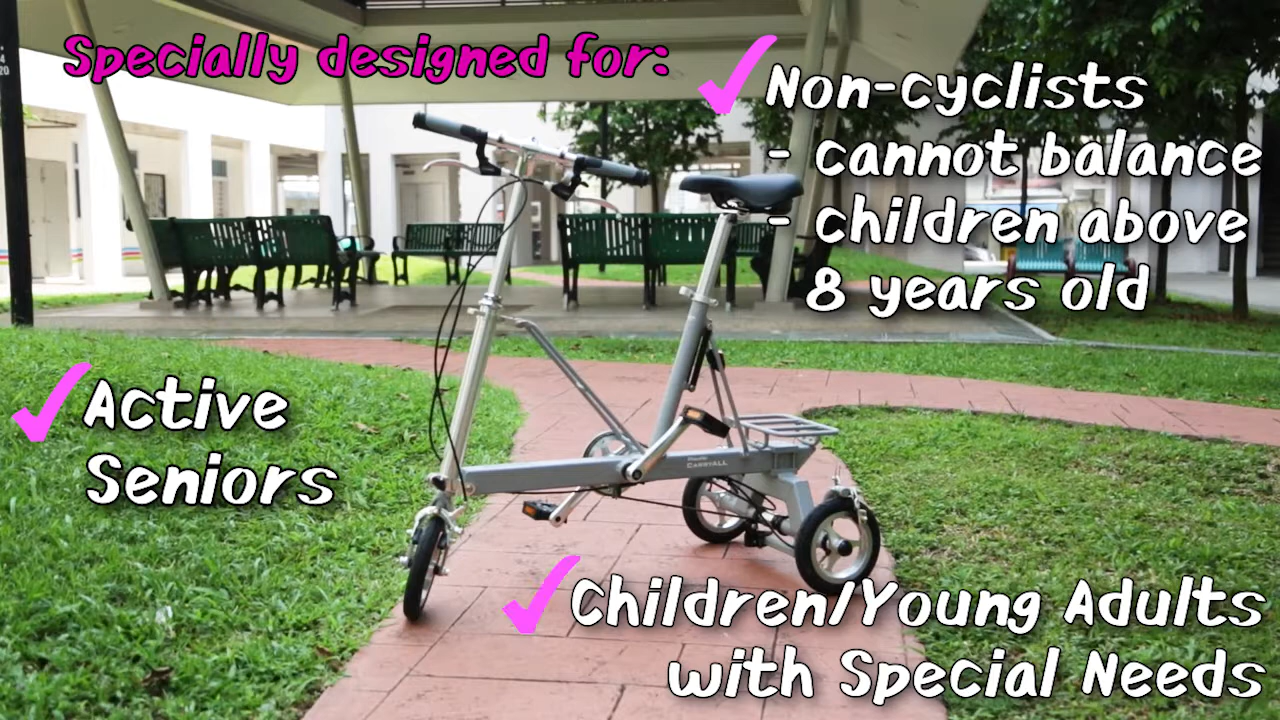 Specially designed for:
✓ Non-cyclists
- cannot balance
- children above
8 years old
✓ Active
Seniors
CARRYALL
✓ Children/Young Adults
with Special Needs